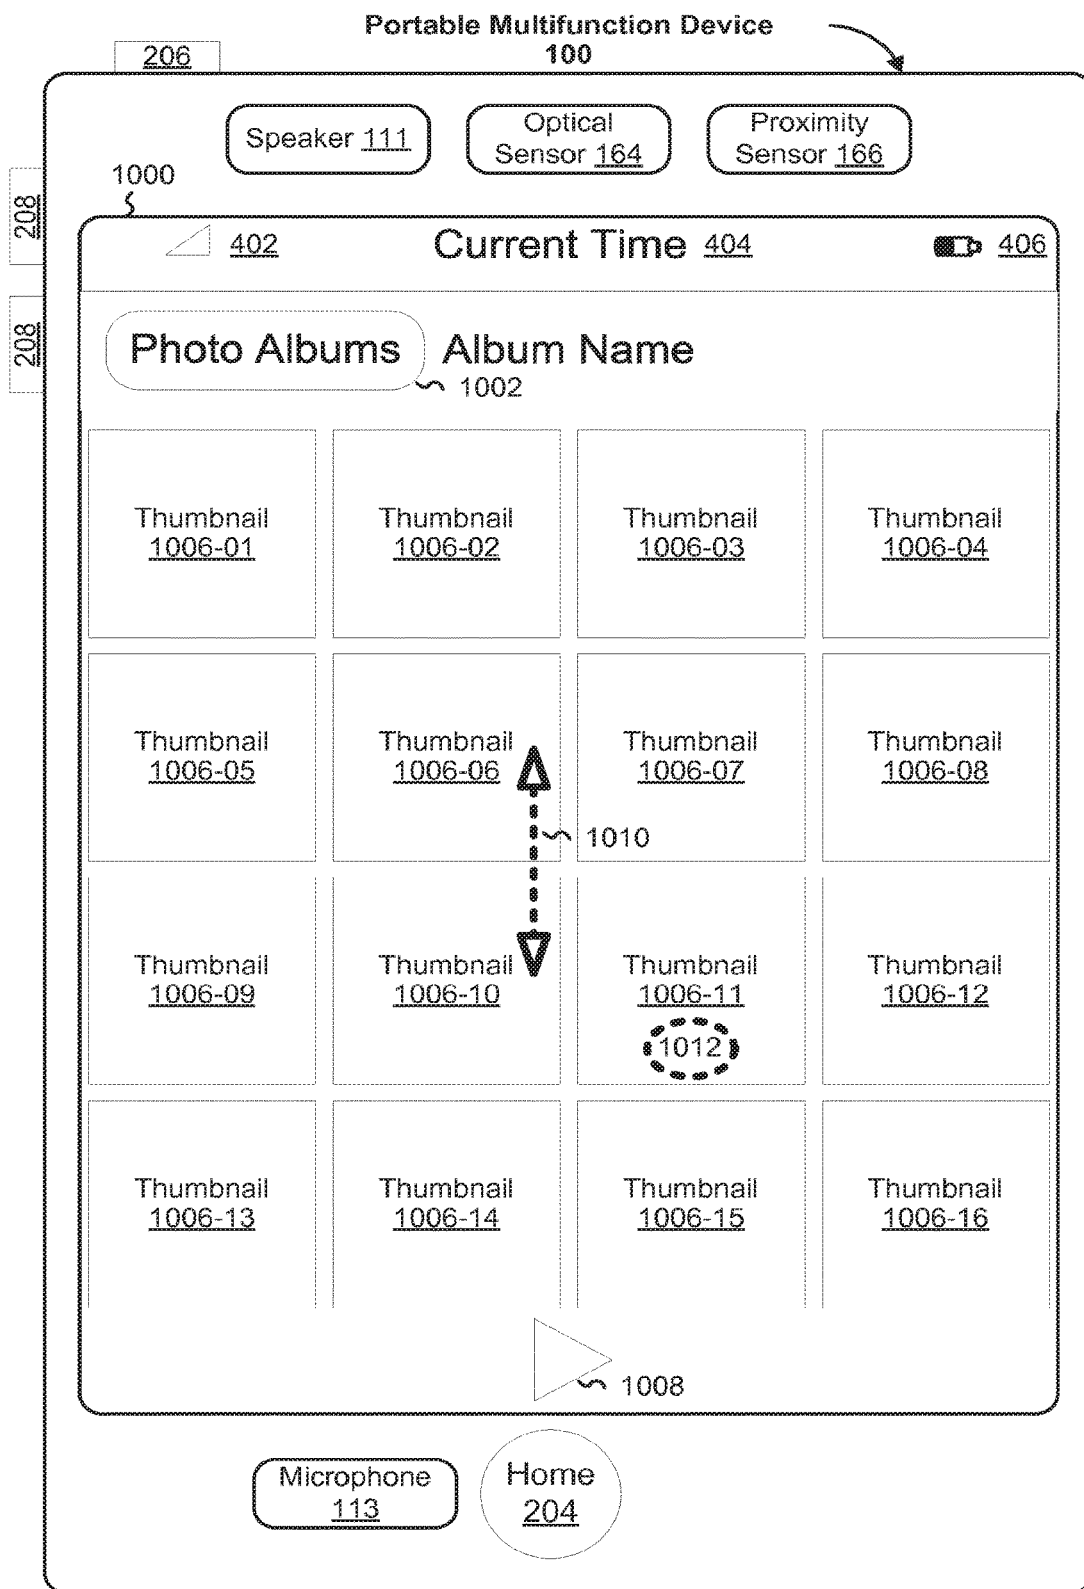 Portable Multifunction Device
100
206
Speaker 111
Optical
Sensor 164
Proximity
Sensor 166
1000
208
208
402
Current Time 404
406
Photo Albums
Album Name
1002
Thumbnail
1006-01
Thumbnail
1006-02
Thumbnail
1006-03
Thumbnail
1006-04
Thumbnail
1006-05
Thumbnail
1006-06
Thumbnail
1006-07
Thumbnail
1006-08
1010
Thumbnail
1006-09
Thumbnail
1006-10
Thumbnail
1006-11
1012
Thumbnail
1006-12
Thumbnail
1006-13
Thumbnail
1006-14
Thumbnail
1006-15
Thumbnail
1006-16
1008
Microphone
113
Home
204